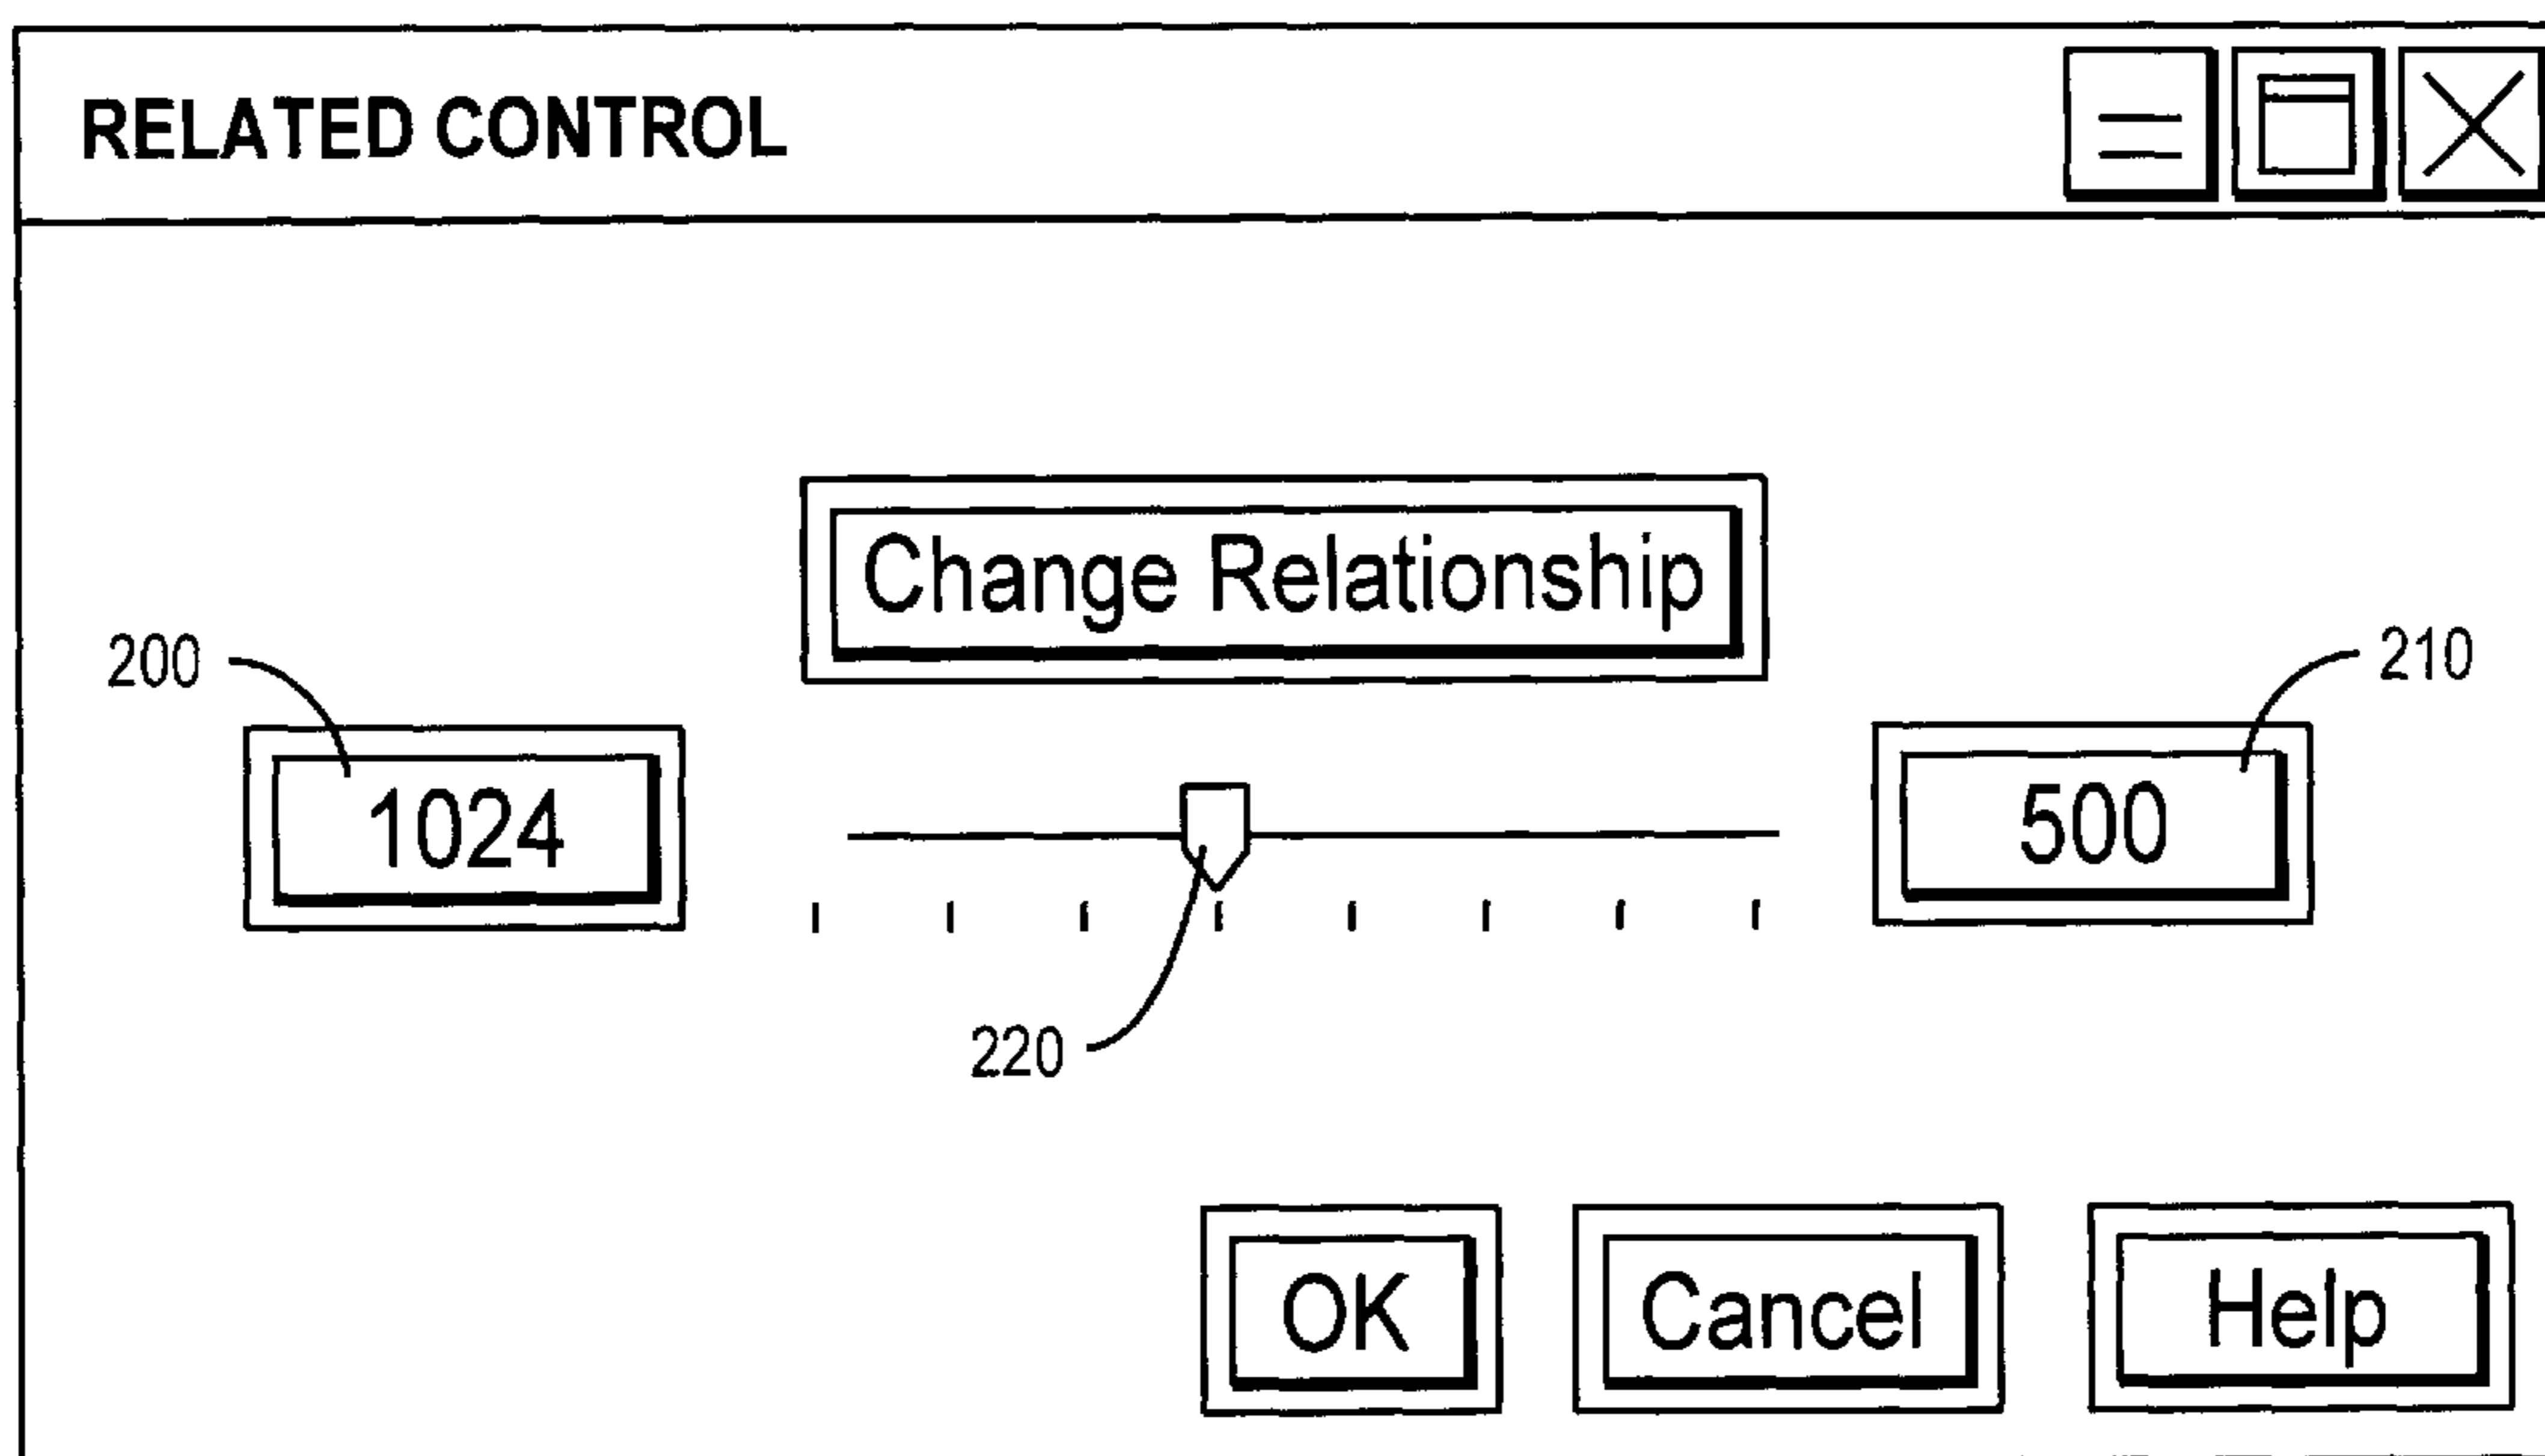 RELATED CONTROL
Change Relationship
200
210
1024
500
220
OK Cancel Help